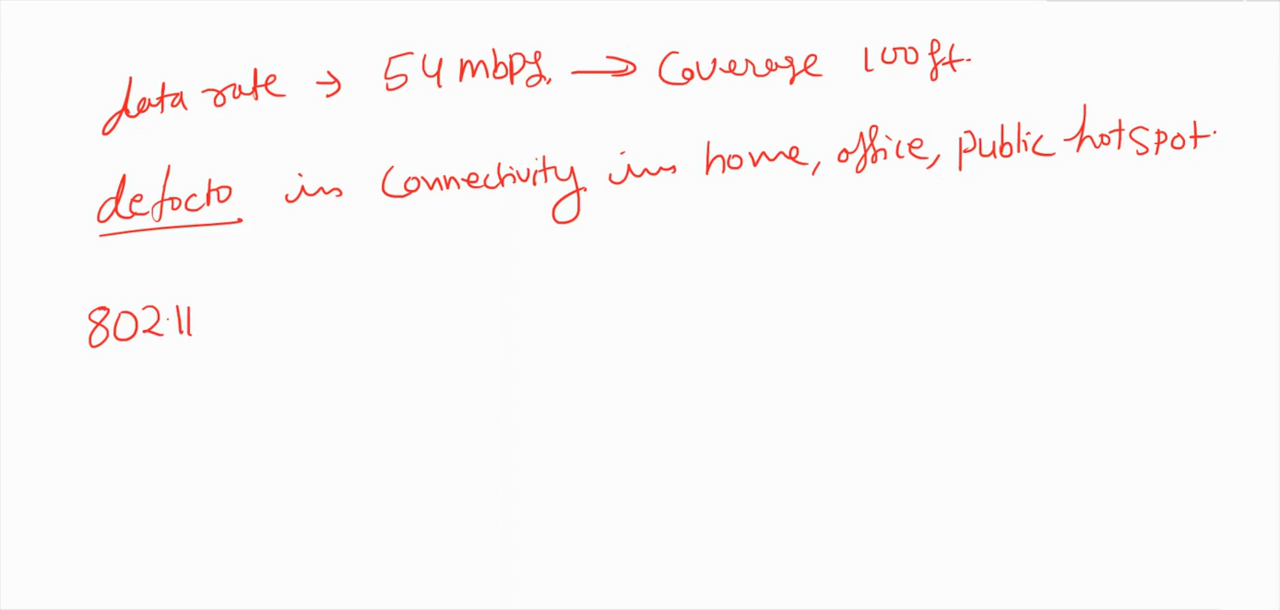 data rate → 54 mbps. → Coverage 100 ft.
defacto in Connectivity in home, office, public hotspot.
802.11